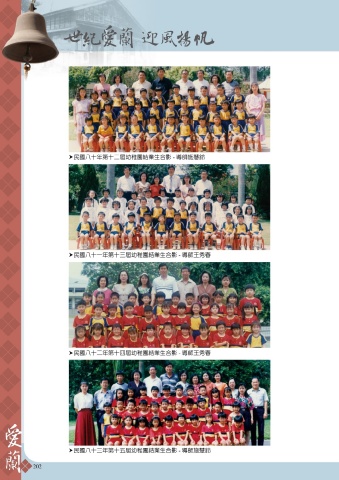 世紀愛蘭 迎風揚帆
➤民國八十年第十二屆幼稚園結業生合影 - 導師施慧鈴
➤民國八十一年第十三屆幼稚園結業生合影 - 導師王秀春
➤民國八十二年第十四屆幼稚園結業生合影 - 導師王秀春
➤民國八十三年第十五屆幼稚園結業生合影 - 導師施慧鈴
愛蘭
202